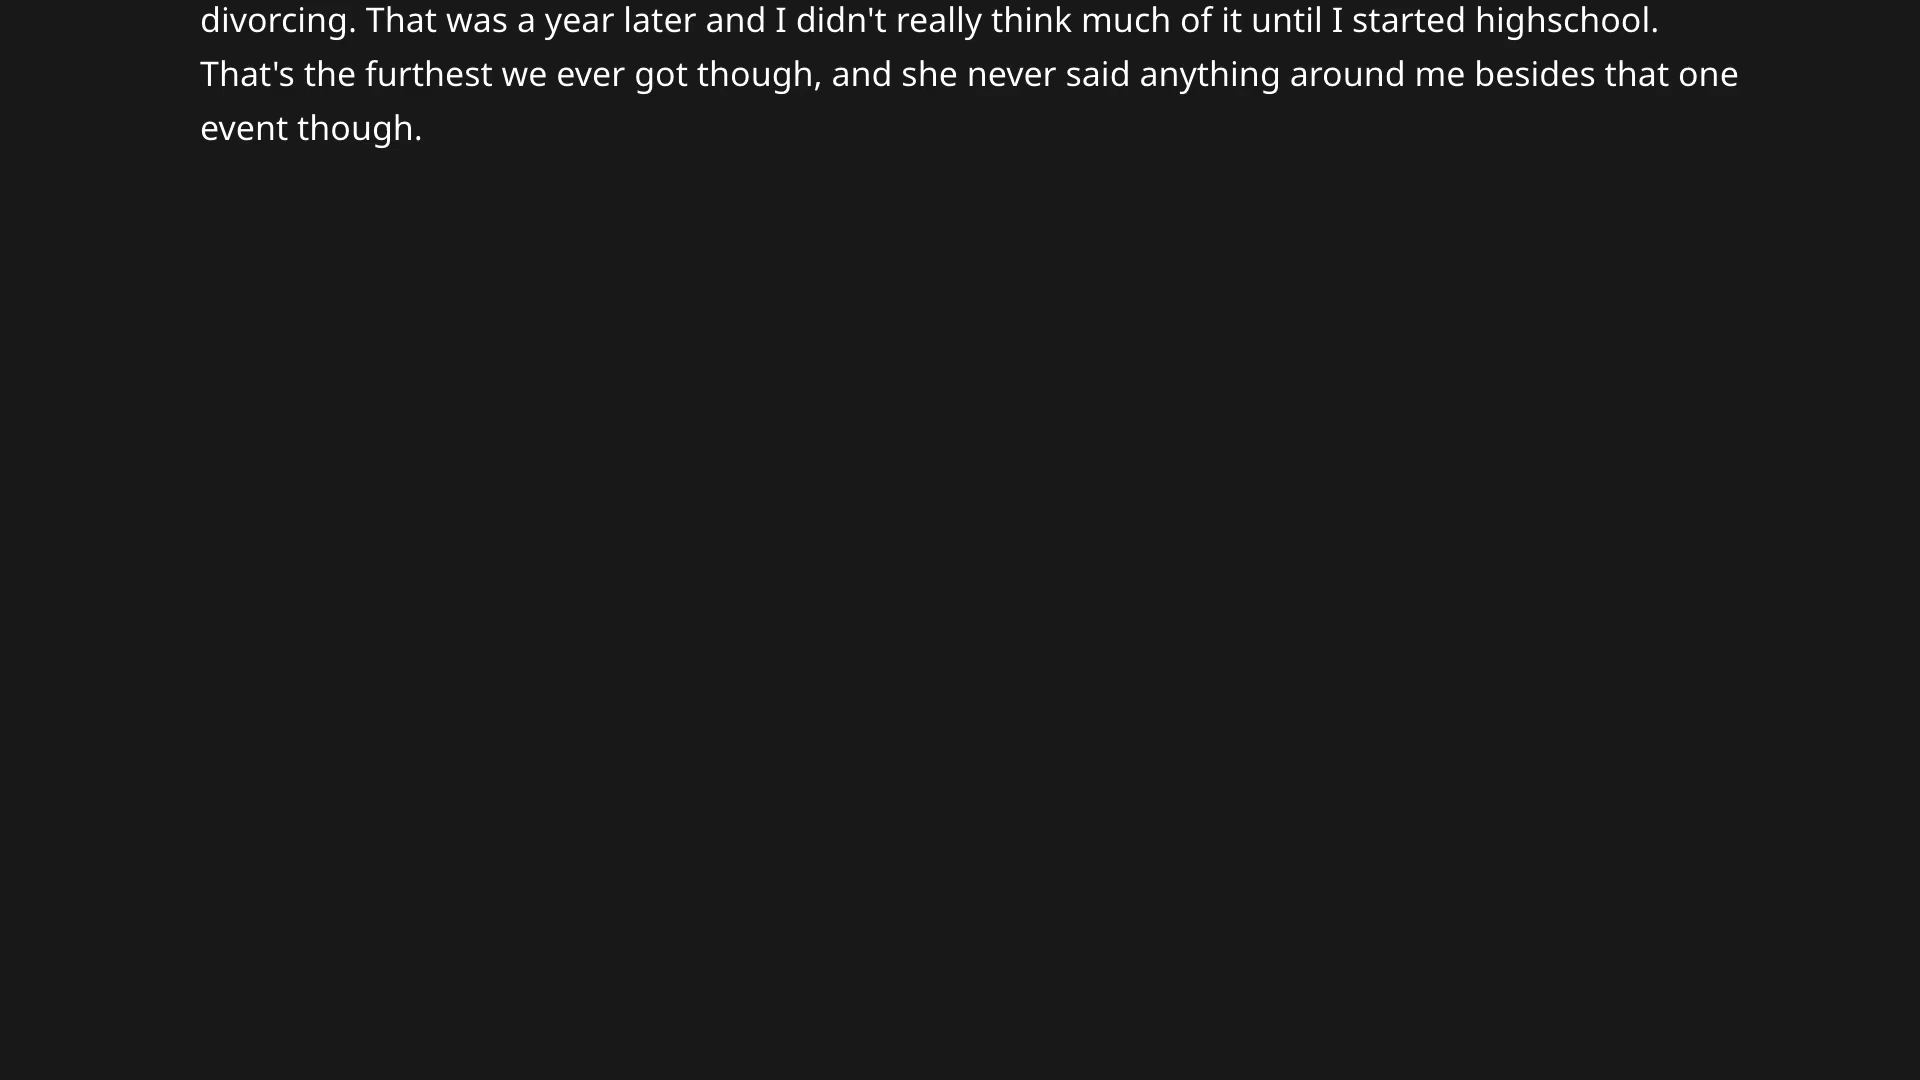 divorcing. That was a year later and I didn't really think much of it until I started highschool.
That's the furthest we ever got though, and she never said anything around me besides that one
event though.